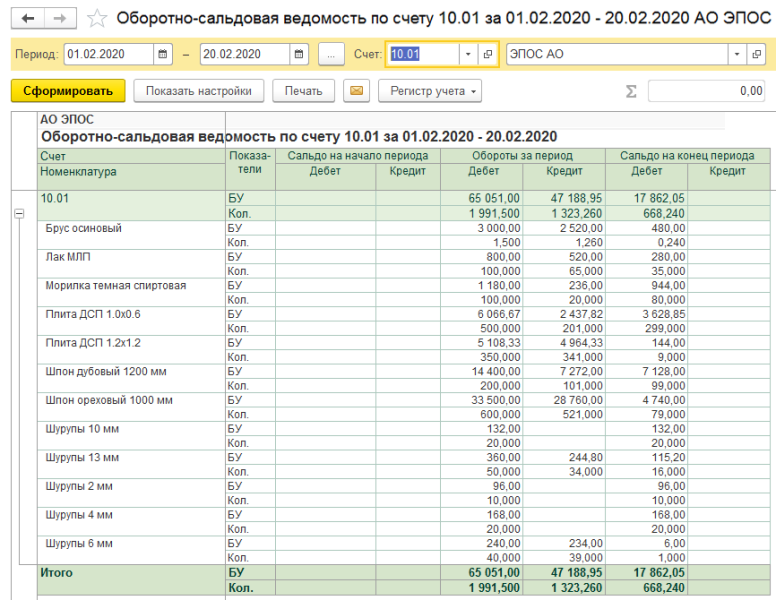 Оборотно-сальдовая ведомость по счету 10.01 за 01.02.2020 - 20.02.2020 АО ЭПОС
Период: 01.02.2020 – 20.02.2020 ... Счет: 10.01 ЭПОС АО
Сформировать Показать настройки Печать Регистр учета Σ 0,00
АО ЭПОС
Оборотно-сальдовая ведомость по счету 10.01 за 01.02.2020 - 20.02.2020
Счет Показа- Сальдо на начало периода Обороты за период Сальдо на конец периода
Номенклатура тели Дебет Кредит Дебет Кредит Дебет Кредит
10.01 БУ 65 051,00 47 188,95 17 862,05
Кол. 1 991,500 1 323,260 668,240
Брус осиновый БУ 3 000,00 2 520,00 480,00
Кол. 1,500 1,260 0,240
Лак МЛП БУ 800,00 520,00 280,00
Кол. 100,000 65,000 35,000
Морилка темная спиртовая БУ 1 180,00 236,00 944,00
Кол. 100,000 20,000 80,000
Плита ДСП 1.0х0.6 БУ 6 066,67 2 437,82 3 628,85
Кол. 500,000 201,000 299,000
Плита ДСП 1.2х1.2 БУ 5 108,33 4 964,33 144,00
Кол. 350,000 341,000 9,000
Шпон дубовый 1200 мм БУ 14 400,00 7 272,00 7 128,00
Кол. 200,000 101,000 99,000
Шпон ореховый 1000 мм БУ 33 500,00 28 760,00 4 740,00
Кол. 600,000 521,000 79,000
Шурупы 10 мм БУ 132,00 132,00
Кол. 20,000 20,000
Шурупы 13 мм БУ 360,00 244,80 115,20
Кол. 50,000 34,000 16,000
Шурупы 2 мм БУ 96,00 96,00
Кол. 10,000 10,000
Шурупы 4 мм БУ 168,00 168,00
Кол. 20,000 20,000
Шурупы 6 мм БУ 240,00 234,00 6,00
Кол. 40,000 39,000 1,000
Итого БУ 65 051,00 47 188,95 17 862,05
Кол. 1 991,500 1 323,260 668,240